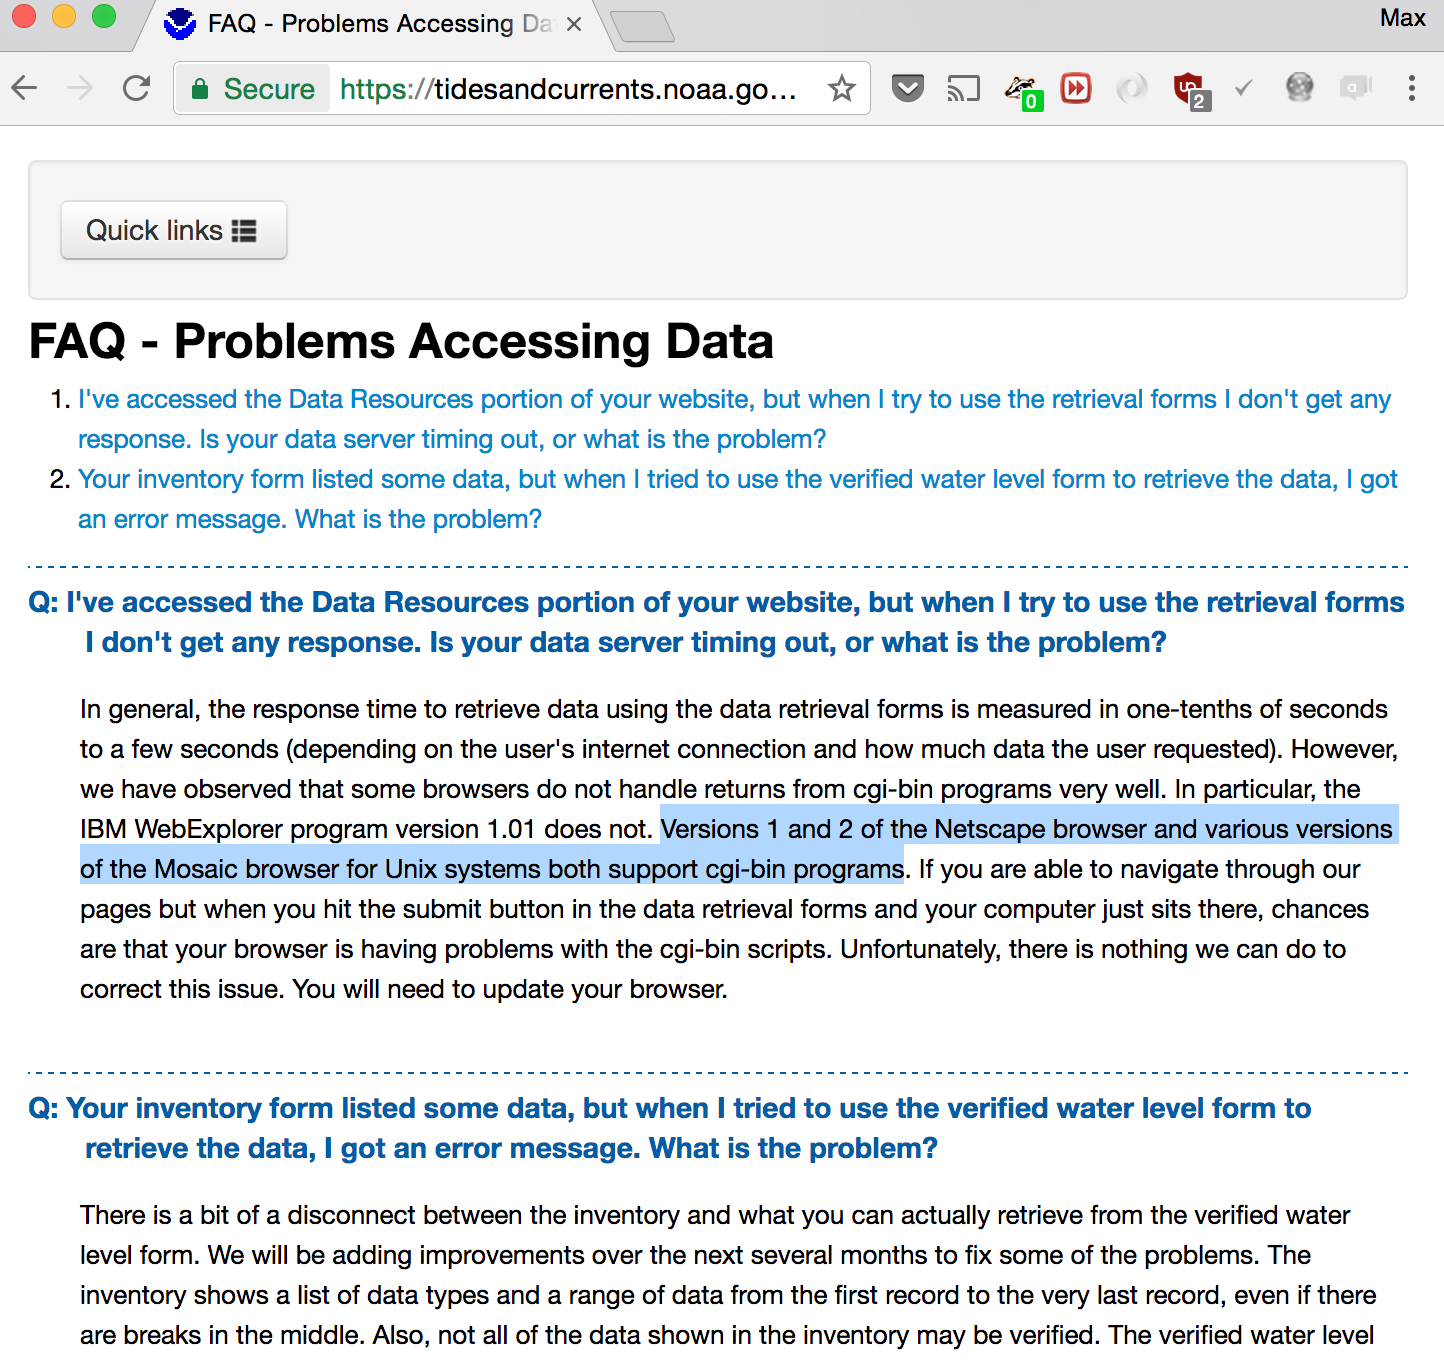 FAQ - Problems Accessing Da
Max
Secure https://tidesandcurrents.noaa.go...
0
2
a
Quick links
FAQ - Problems Accessing Data
1. I've accessed the Data Resources portion of your website, but when I try to use the retrieval forms I don't get any
response. Is your data server timing out, or what is the problem?
2. Your inventory form listed some data, but when I tried to use the verified water level form to retrieve the data, I got
an error message. What is the problem?
Q: I've accessed the Data Resources portion of your website, but when I try to use the retrieval forms
I don't get any response. Is your data server timing out, or what is the problem?
In general, the response time to retrieve data using the data retrieval forms is measured in one-tenths of seconds
to a few seconds (depending on the user's internet connection and how much data the user requested). However,
we have observed that some browsers do not handle returns from cgi-bin programs very well. In particular, the
IBM WebExplorer program version 1.01 does not. Versions 1 and 2 of the Netscape browser and various versions
of the Mosaic browser for Unix systems both support cgi-bin programs. If you are able to navigate through our
pages but when you hit the submit button in the data retrieval forms and your computer just sits there, chances
are that your browser is having problems with the cgi-bin scripts. Unfortunately, there is nothing we can do to
correct this issue. You will need to update your browser.
Q: Your inventory form listed some data, but when I tried to use the verified water level form to
retrieve the data, I got an error message. What is the problem?
There is a bit of a disconnect between the inventory and what you can actually retrieve from the verified water
level form. We will be adding improvements over the next several months to fix some of the problems. The
inventory shows a list of data types and a range of data from the first record to the very last record, even if there
are breaks in the middle. Also, not all of the data shown in the inventory may be verified. The verified water level